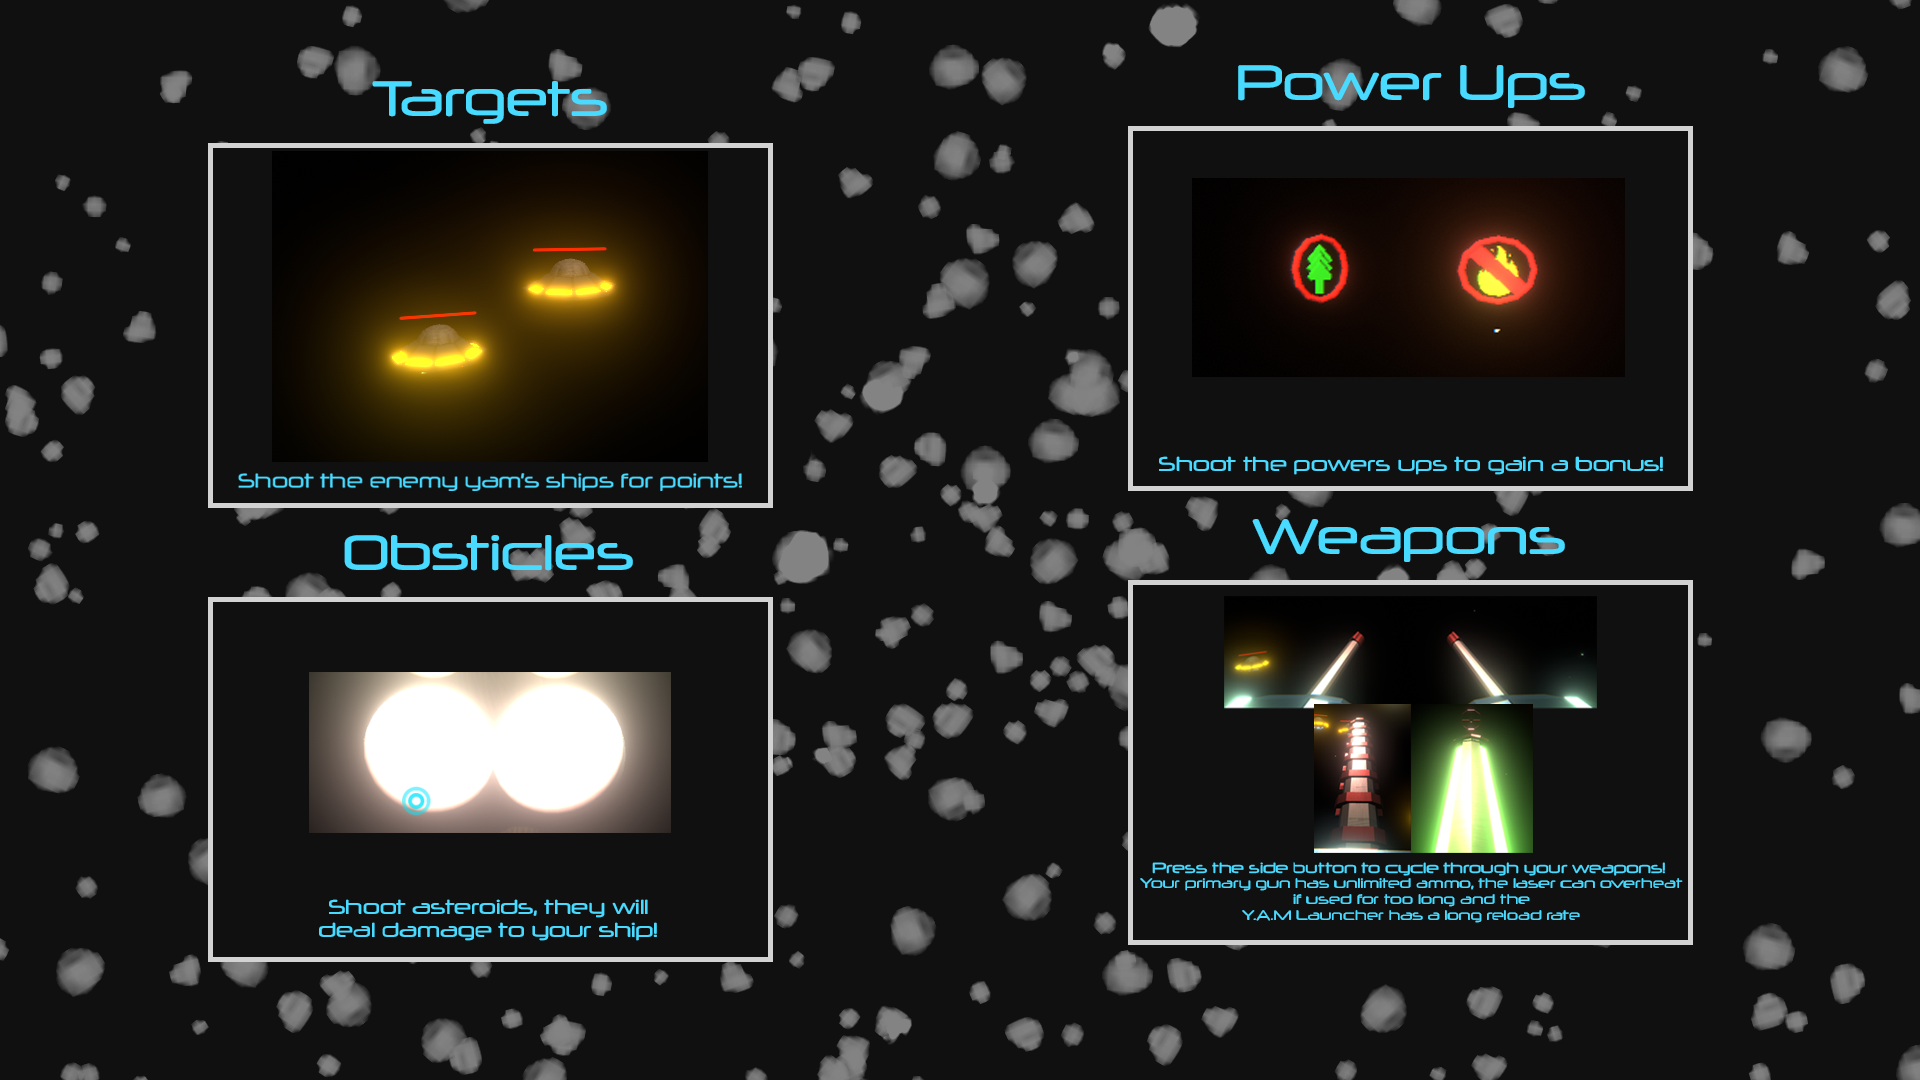 Targets
Shoot the enemy yam's ships for points!
Obsticles
Shoot asteroids, they will
deal damage to your ship!
Power Ups
Shoot the powers ups to gain a bonus!
Weapons
Press the side button to cycle through your weapons!
Your primary gun has unlimited ammo, the laser can overheat
if used for too long and the
Y.A.M Launcher has a long reload rate